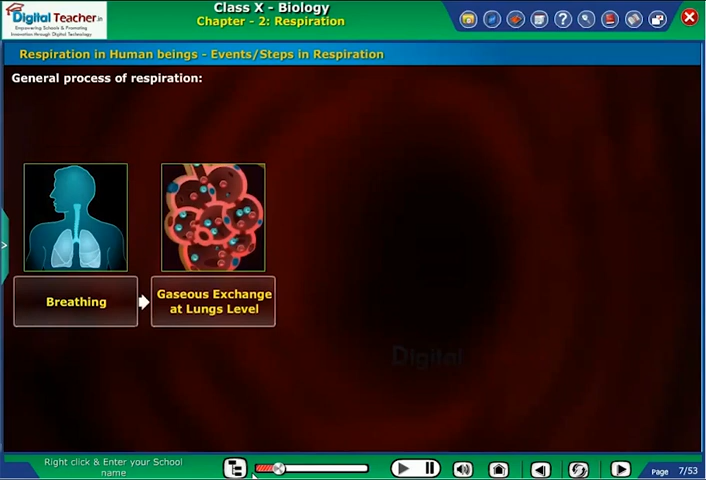 Digital Teacher.in
Empowering Schools & Promoting
Innovation through Digital Technology
Class X - Biology
Chapter - 2: Respiration
Respiration in Human beings - Events/Steps in Respiration
General process of respiration:
Breathing
Gaseous Exchange
at Lungs Level
Digital
Right click & Enter your School
name
Page 7/53